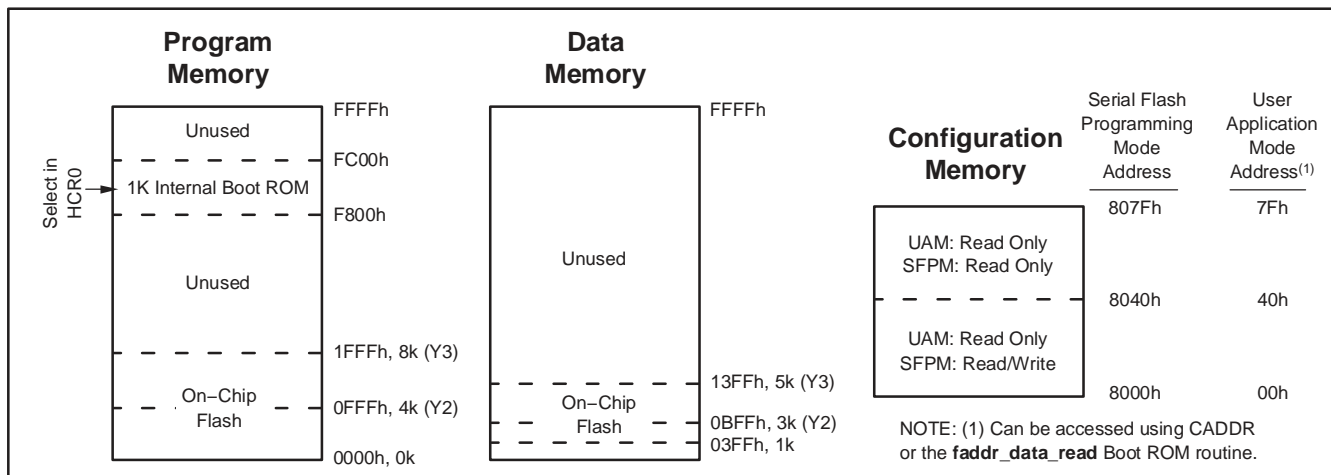 Program
Memory
FFFFh
Unused
FC00h
Select in
HCR0
1K Internal Boot ROM
F800h
Unused
1FFFh, 8k (Y3)
On−Chip
Flash
0FFFh, 4k (Y2)
0000h, 0k
Data
Memory
FFFFh
Unused
13FFh, 5k (Y3)
On−Chip
Flash
0BFFh, 3k (Y2)
03FFh, 1k
Configuration
Memory
Serial Flash
Programming
Mode
Address
User
Application
Mode
Address(1)
807Fh
7Fh
UAM: Read Only
SFPM: Read Only
8040h
40h
UAM: Read Only
SFPM: Read/Write
8000h
00h
NOTE: (1) Can be accessed using CADDR
or the faddr_data_read Boot ROM routine.